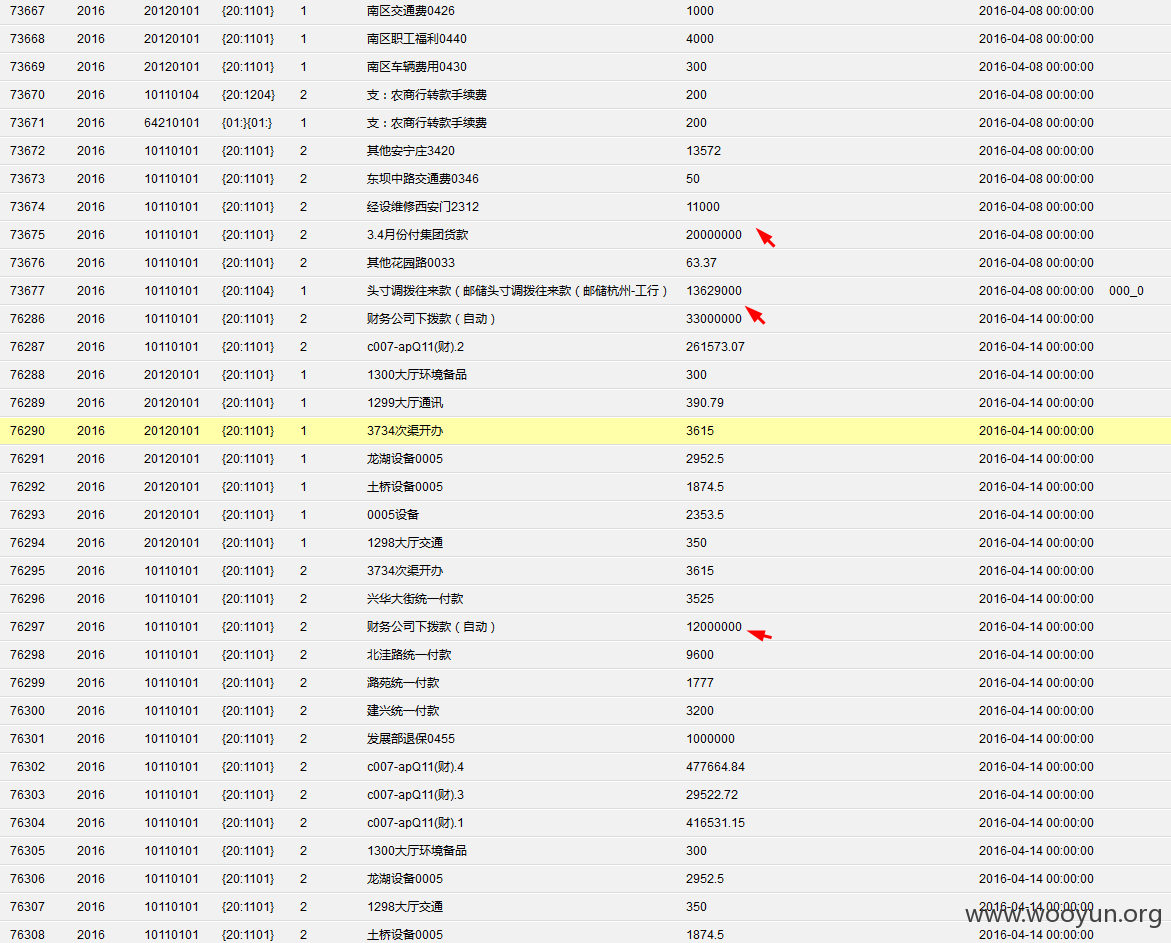 73667 2016 20120101 {20:1101} 1 南区交通费0426 1000 2016-04-08 00:00:00
73668 2016 20120101 {20:1101} 1 南区职工福利0440 4000 2016-04-08 00:00:00
73669 2016 20120101 {20:1101} 1 南区车辆费用0430 300 2016-04-08 00:00:00
73670 2016 10110104 {20:1204} 2 支：农商行转款手续费 200 2016-04-08 00:00:00
73671 2016 64210101 {01:}{01:} 1 支：农商行转款手续费 200 2016-04-08 00:00:00
73672 2016 10110101 {20:1101} 2 其他安宁庄3420 13572 2016-04-08 00:00:00
73673 2016 10110101 {20:1101} 2 东坝中路交通费0346 50 2016-04-08 00:00:00
73674 2016 10110101 {20:1101} 2 经设维修西安门2312 11000 2016-04-08 00:00:00
73675 2016 10110101 {20:1101} 2 3.4月份付集团货款 20000000 2016-04-08 00:00:00
73676 2016 10110101 {20:1101} 2 其他花园路0033 63.37 2016-04-08 00:00:00
73677 2016 10110101 {20:1104} 1 头寸调拨往来款（邮储头寸调拨往来款（邮储杭州-工行） 13629000 2016-04-08 00:00:00 000_0
76286 2016 10110101 {20:1101} 2 财务公司下拨款（自动） 33000000 2016-04-14 00:00:00
76287 2016 10110101 {20:1101} 2 c007-apQ11(财).2 261573.07 2016-04-14 00:00:00
76288 2016 20120101 {20:1101} 1 1300大厅环境备品 300 2016-04-14 00:00:00
76289 2016 20120101 {20:1101} 1 1299大厅通讯 390.79 2016-04-14 00:00:00
76290 2016 20120101 {20:1101} 1 3734次渠开办 3615 2016-04-14 00:00:00
76291 2016 20120101 {20:1101} 1 龙湖设备0005 2952.5 2016-04-14 00:00:00
76292 2016 20120101 {20:1101} 1 土桥设备0005 1874.5 2016-04-14 00:00:00
76293 2016 20120101 {20:1101} 1 0005设备 2353.5 2016-04-14 00:00:00
76294 2016 20120101 {20:1101} 1 1298大厅交通 350 2016-04-14 00:00:00
76295 2016 10110101 {20:1101} 2 3734次渠开办 3615 2016-04-14 00:00:00
76296 2016 10110101 {20:1101} 2 兴华大街统一付款 3525 2016-04-14 00:00:00
76297 2016 10110101 {20:1101} 2 财务公司下拨款（自动） 12000000 2016-04-14 00:00:00
76298 2016 10110101 {20:1101} 2 北洼路统一付款 9600 2016-04-14 00:00:00
76299 2016 10110101 {20:1101} 2 潞苑统一付款 1777 2016-04-14 00:00:00
76300 2016 10110101 {20:1101} 2 建兴统一付款 3200 2016-04-14 00:00:00
76301 2016 10110101 {20:1101} 2 发展部退保0455 1000000 2016-04-14 00:00:00
76302 2016 10110101 {20:1101} 2 c007-apQ11(财).4 477664.84 2016-04-14 00:00:00
76303 2016 10110101 {20:1101} 2 c007-apQ11(财).3 29522.72 2016-04-14 00:00:00
76304 2016 10110101 {20:1101} 2 c007-apQ11(财).1 416531.15 2016-04-14 00:00:00
76305 2016 10110101 {20:1101} 2 1300大厅环境备品 300 2016-04-14 00:00:00
76306 2016 10110101 {20:1101} 2 龙湖设备0005 2952.5 2016-04-14 00:00:00
76307 2016 10110101 {20:1101} 2 1298大厅交通 350 2016-04-14 00:00:00
www.wooyun.org
76308 2016 10110101 {20:1101} 2 土桥设备0005 1874.5 2016-04-14 00:00:00